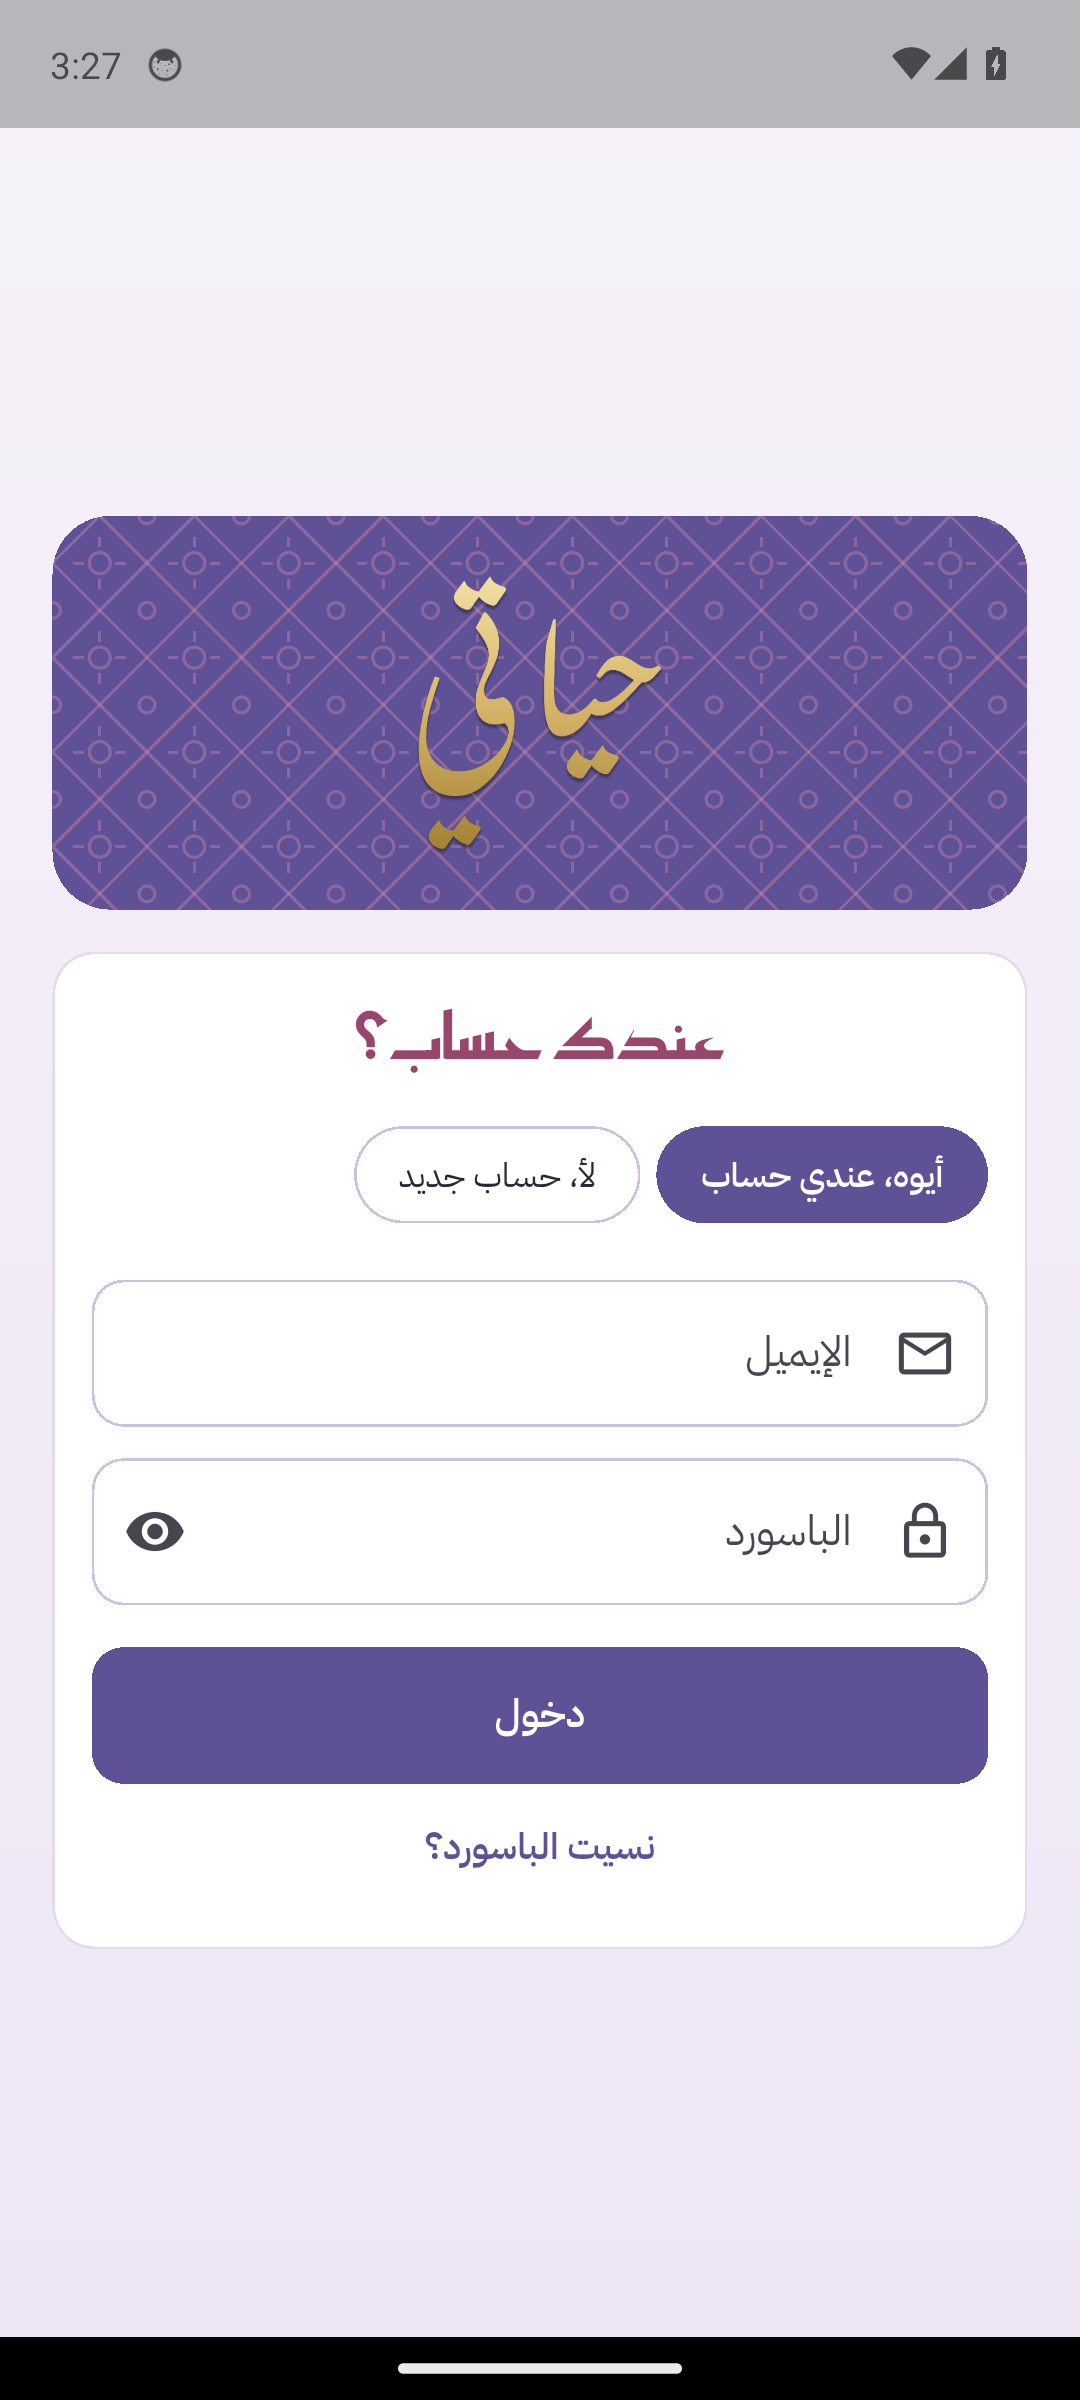 3:27
حياتي
عندك حساب؟
أيوه، عندي حساب
لأ، حساب جديد
الإيميل
الباسورد
دخول
نسيت الباسورد؟